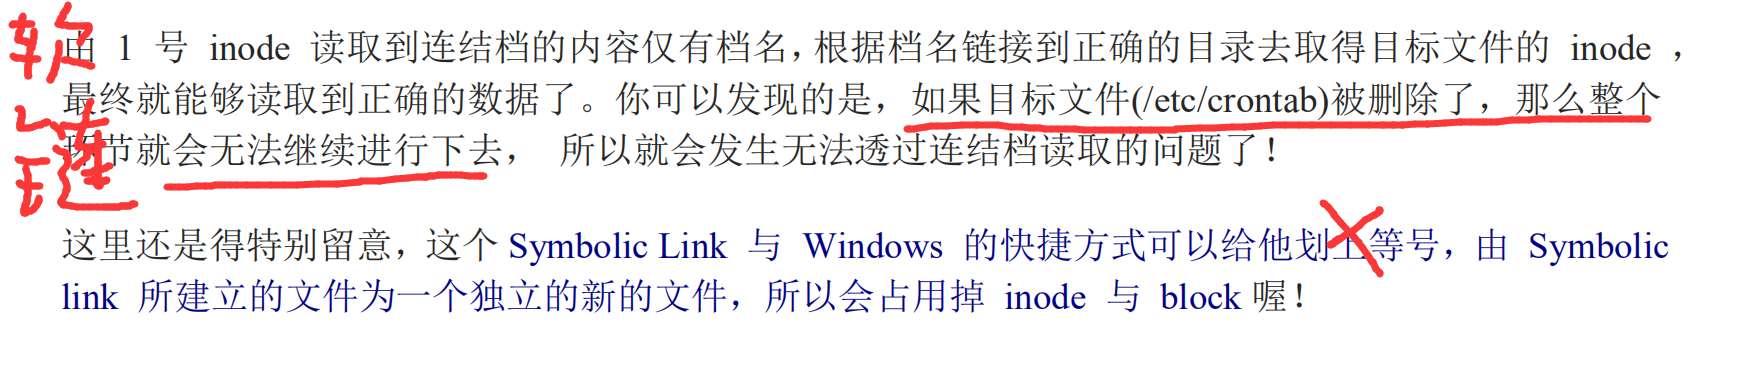 软链
由 1 号 inode 读取到连结档的内容仅有档名，根据档名链接到正确的目录去取得目标文件的 inode ，
最终就能够读取到正确的数据了。你可以发现的是，如果目标文件(/etc/crontab)被删除了，那么整个
环节就会无法继续进行下去， 所以就会发生无法透过连结档读取的问题了！
这里还是得特别留意，这个 Symbolic Link 与 Windows 的快捷方式可以给他划上等号，由 Symbolic
link 所建立的文件为一个独立的新的文件，所以会占用掉 inode 与 block 喔！